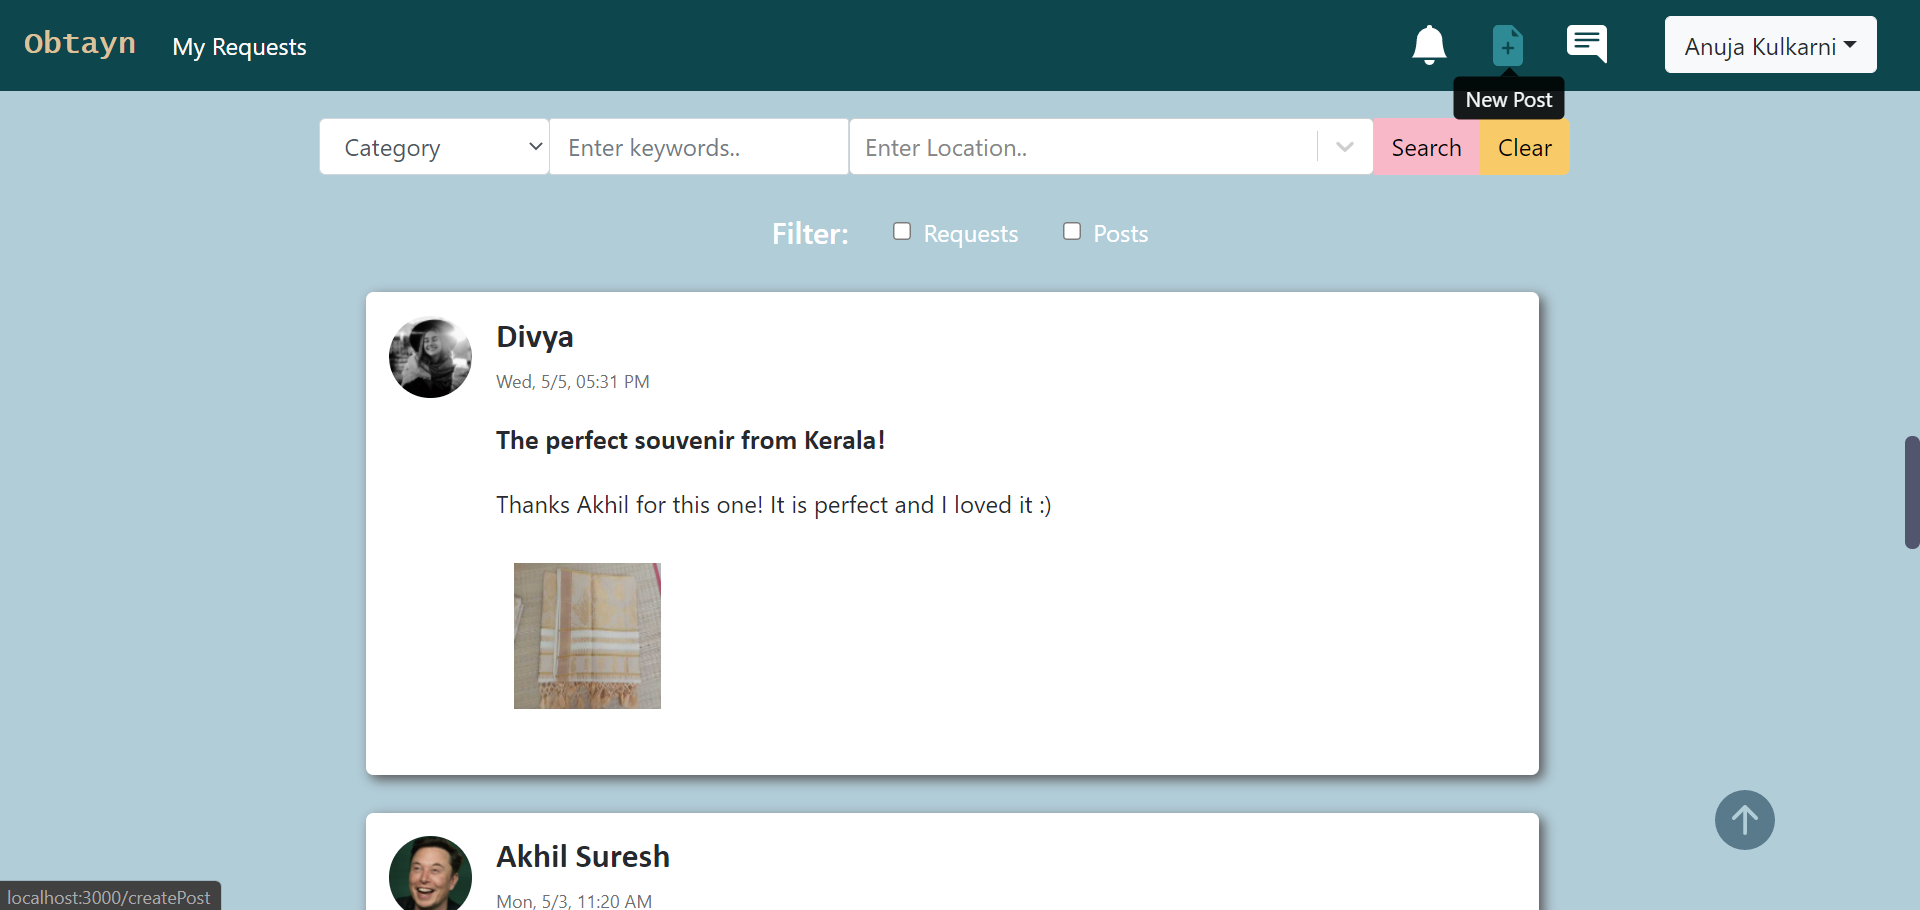 Obtayn My Requests Anuja Kulkarni
New Post
Category Enter keywords.. Enter Location.. Search Clear
Filter: Requests Posts
Divya
Wed, 5/5, 05:31 PM
The perfect souvenir from Kerala!
Thanks Akhil for this one! It is perfect and I loved it :)
Akhil Suresh
Mon, 5/3, 11:20 AM
localhost:3000/createPost